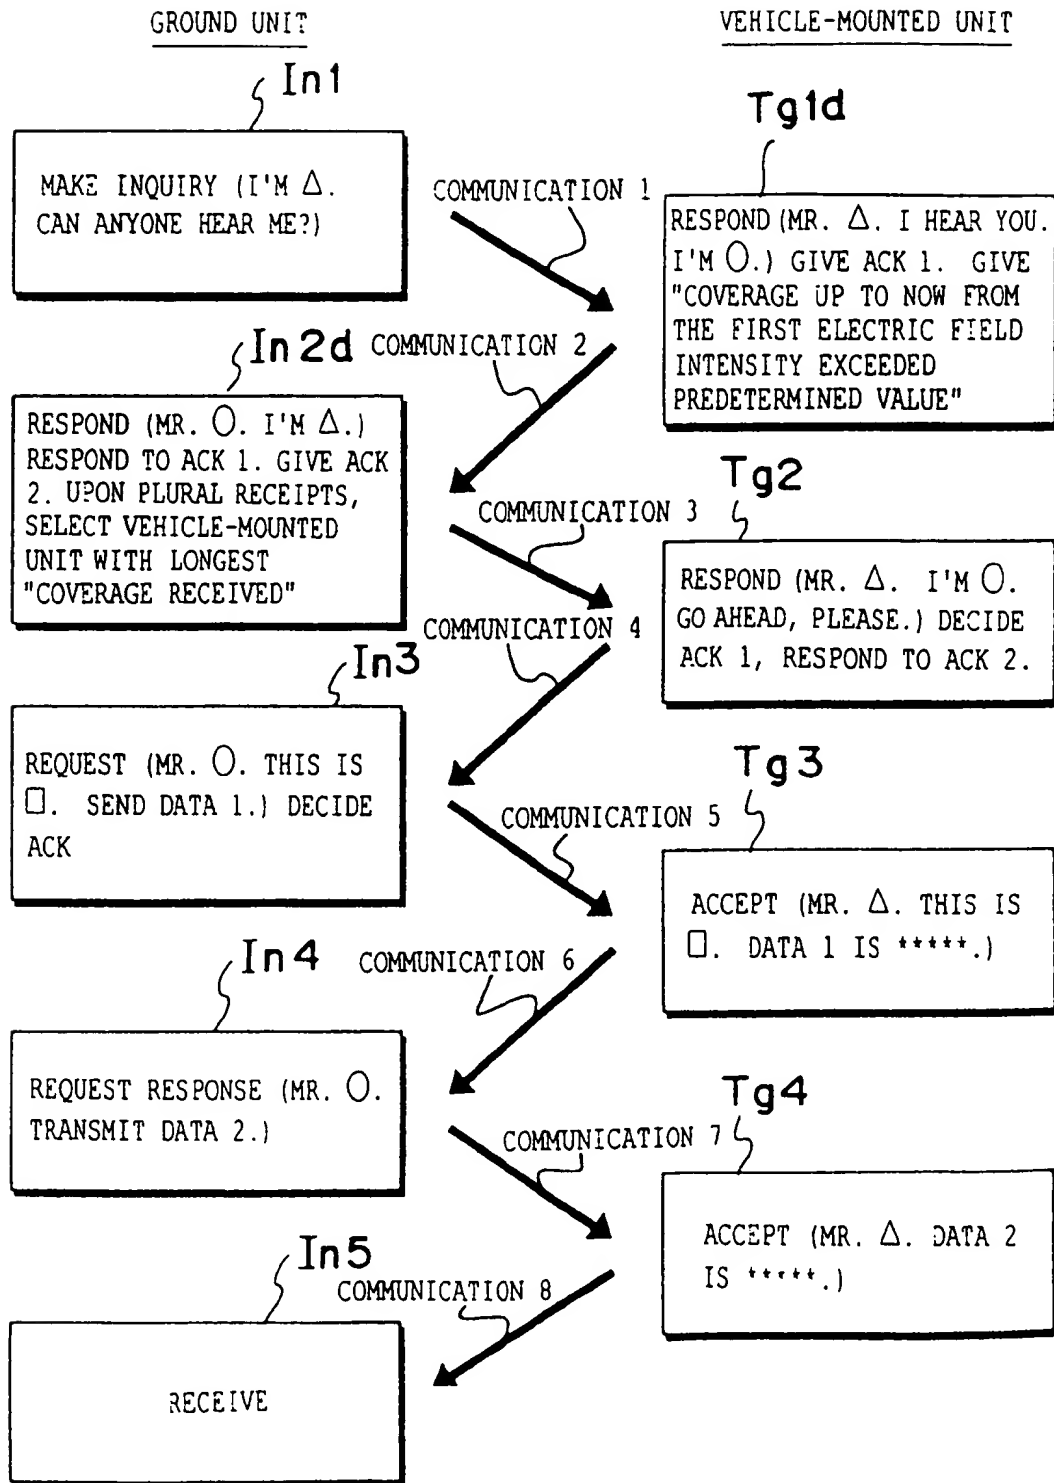 GROUND UNIT
VEHICLE-MOUNTED UNIT
In1
MAKE INQUIRY (I'M △.
CAN ANYONE HEAR ME?)
COMMUNICATION 1
Tg1d
RESPOND (MR. △. I HEAR YOU.
I'M ○.) GIVE ACK 1. GIVE
"COVERAGE UP TO NOW FROM
THE FIRST ELECTRIC FIELD
INTENSITY EXCEEDED
PREDETERMINED VALUE"
COMMUNICATION 2
In2d
RESPOND (MR. ○. I'M △.)
RESPOND TO ACK 1. GIVE ACK
2. UPON PLURAL RECEIPTS,
SELECT VEHICLE-MOUNTED
UNIT WITH LONGEST
"COVERAGE RECEIVED"
COMMUNICATION 3
Tg2
RESPOND (MR. △. I'M ○.
GO AHEAD, PLEASE.) DECIDE
ACK 1, RESPOND TO ACK 2.
COMMUNICATION 4
In3
REQUEST (MR. ○. THIS IS
□. SEND DATA 1.) DECIDE
ACK
COMMUNICATION 5
Tg3
ACCEPT (MR. △. THIS IS
□. DATA 1 IS *****.)
COMMUNICATION 6
In4
REQUEST RESPONSE (MR. ○.
TRANSMIT DATA 2.)
COMMUNICATION 7
Tg4
ACCEPT (MR. △. DATA 2
IS *****.)
COMMUNICATION 8
In5
RECEIVE